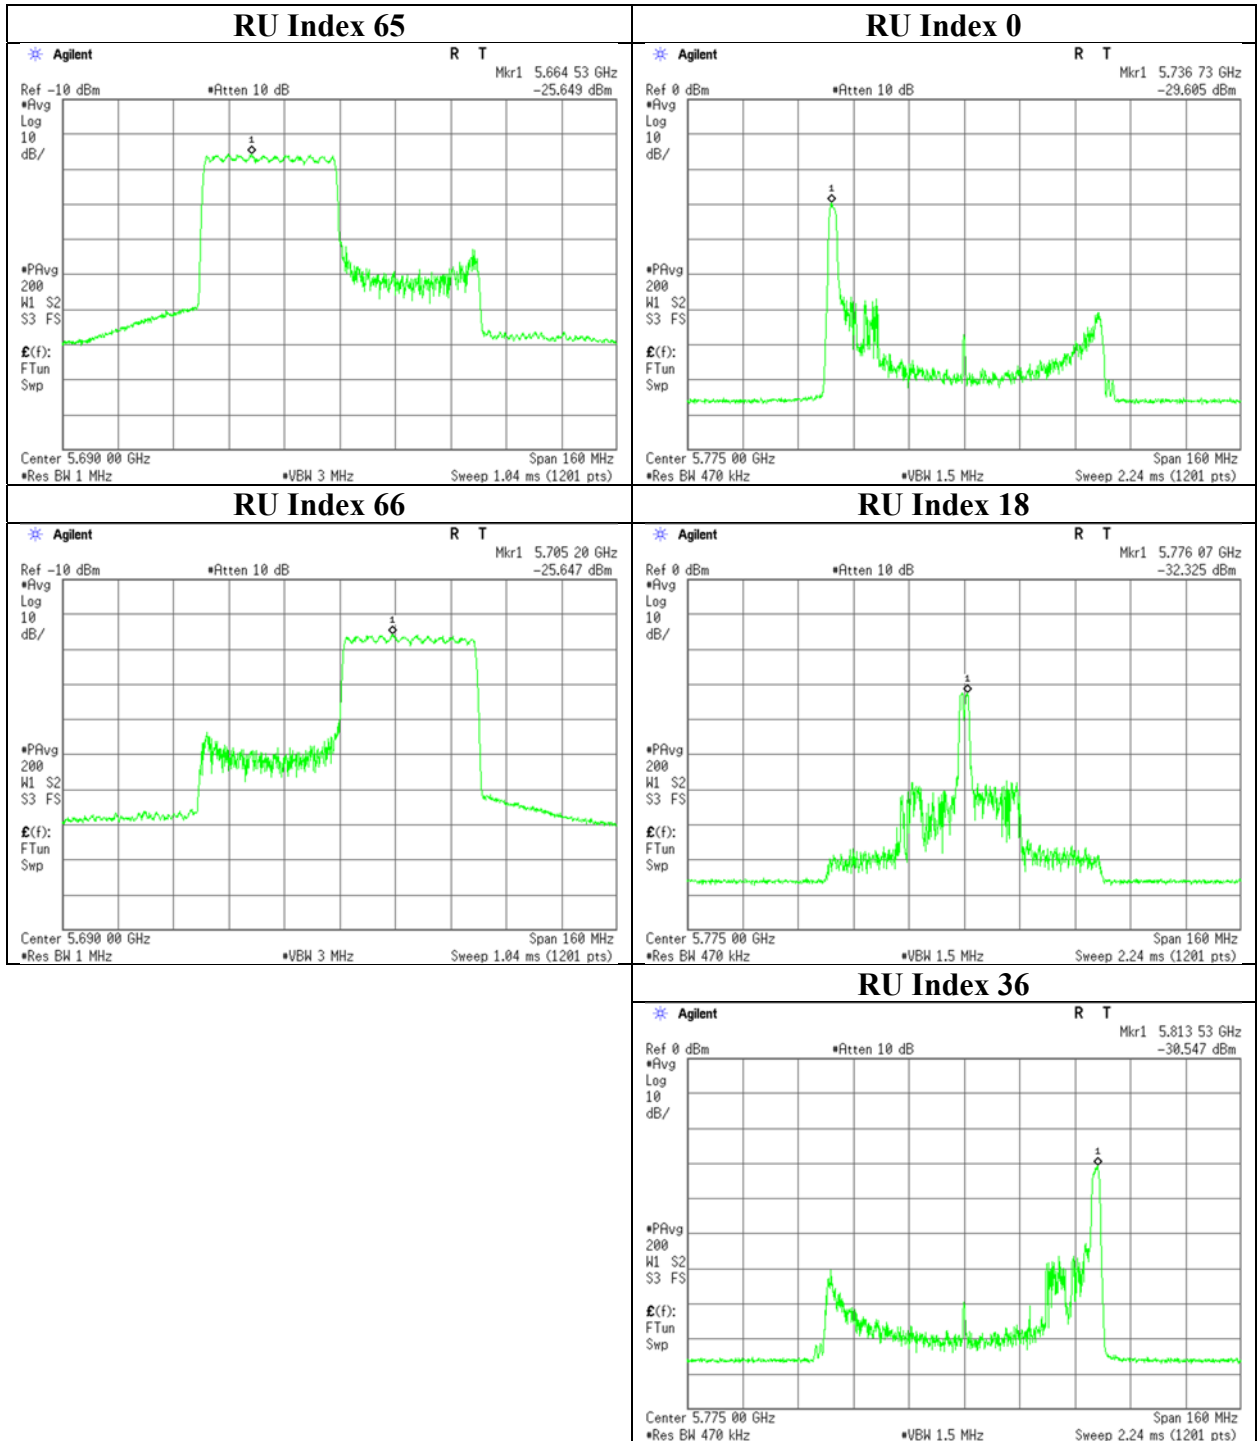 RU Index 65
Agilent R T
Mkr1 5.664 53 GHz
Ref -10 dBm *Atten 10 dB -25.649 dBm
*Avg
Log
10
dB/
1
*PAvg
200
W1 S2
S3 FS
£(f):
FTun
Swp
Center 5.690 00 GHz Span 160 MHz
*Res BW 1 MHz *VBW 3 MHz Sweep 1.04 ms (1201 pts)
RU Index 0
Agilent R T
Mkr1 5.736 73 GHz
Ref 0 dBm *Atten 10 dB -29.605 dBm
*Avg
Log
10
dB/
1
*PAvg
200
W1 S2
S3 FS
£(f):
FTun
Swp
Center 5.775 00 GHz Span 160 MHz
*Res BW 470 kHz *VBW 1.5 MHz Sweep 2.24 ms (1201 pts)
RU Index 66
Agilent R T
Mkr1 5.705 20 GHz
Ref -10 dBm *Atten 10 dB -25.647 dBm
*Avg
Log
10
dB/
1
*PAvg
200
W1 S2
S3 FS
£(f):
FTun
Swp
Center 5.690 00 GHz Span 160 MHz
*Res BW 1 MHz *VBW 3 MHz Sweep 1.04 ms (1201 pts)
RU Index 18
Agilent R T
Mkr1 5.776 07 GHz
Ref 0 dBm *Atten 10 dB -32.325 dBm
*Avg
Log
10
dB/
1
*PAvg
200
W1 S2
S3 FS
£(f):
FTun
Swp
Center 5.775 00 GHz Span 160 MHz
*Res BW 470 kHz *VBW 1.5 MHz Sweep 2.24 ms (1201 pts)
RU Index 36
Agilent R T
Mkr1 5.813 53 GHz
Ref 0 dBm *Atten 10 dB -30.547 dBm
*Avg
Log
10
dB/
1
*PAvg
200
W1 S2
S3 FS
£(f):
FTun
Swp
Center 5.775 00 GHz Span 160 MHz
*Res BW 470 kHz *VBW 1.5 MHz Sweep 2.24 ms (1201 pts)